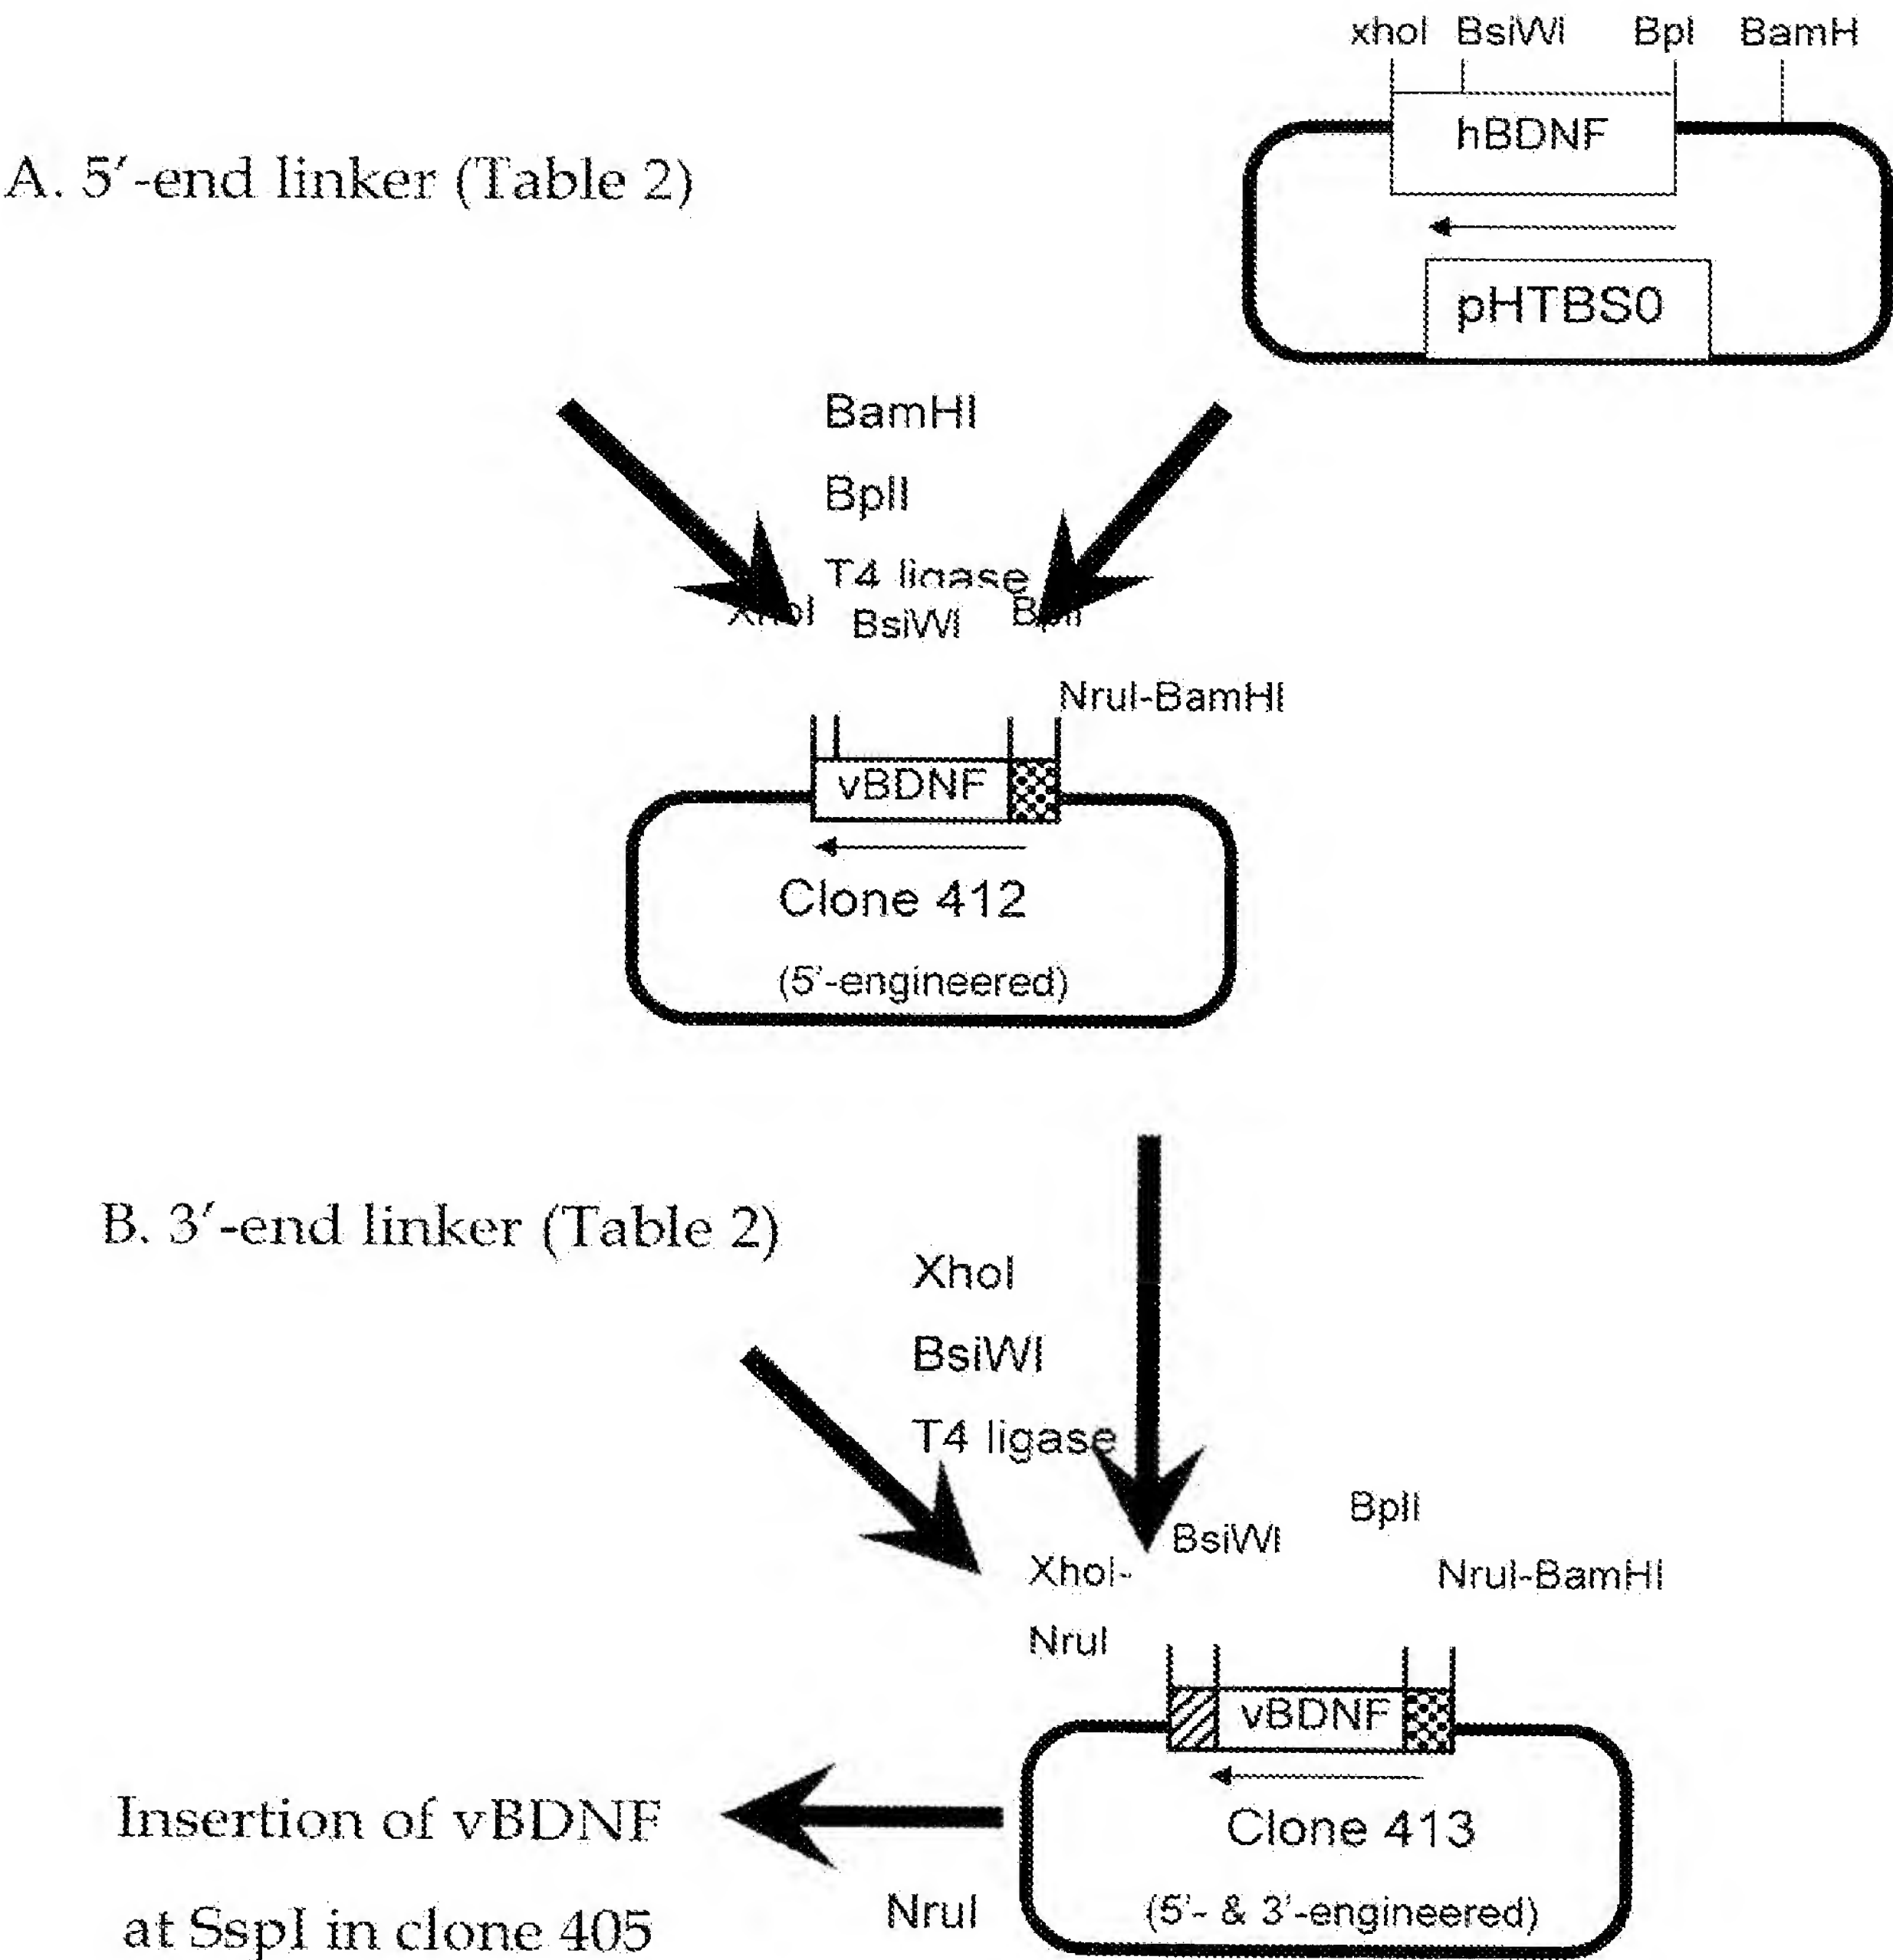 xhoI BsiWI BpI BamH
hBDNF
A. 5′-end linker (Table 2)
pHTBS0
BamHI
BplI
T4 ligase
XhoI BsiWI BplI
NruI-BamHI
vBDNF
Clone 412
(5′-engineered)
B. 3′-end linker (Table 2)
XhoI
BsiWI
T4 ligase
BplI
BsiWI
XhoI-
NruI-BamHI
NruI
vBDNF
Insertion of vBDNF
Clone 413
NruI
(5′- & 3′-engineered)
at SspI in clone 405